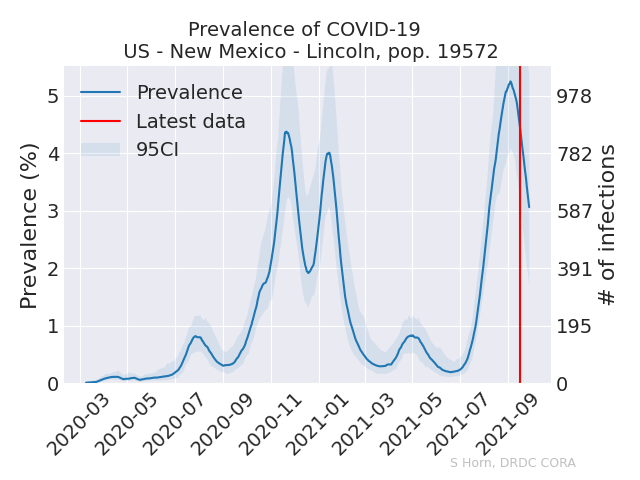 Prevalence of COVID-19
US - New Mexico - Lincoln, pop. 19572
Prevalence
Latest data
95CI
Prevalence (%)
5
4
3
2
1
0
978
782
587
391
195
0
# of infections
2020-03
2020-05
2020-07
2020-09
2020-11
2021-01
2021-03
2021-05
2021-07
2021-09
S Horn, DRDC CORA